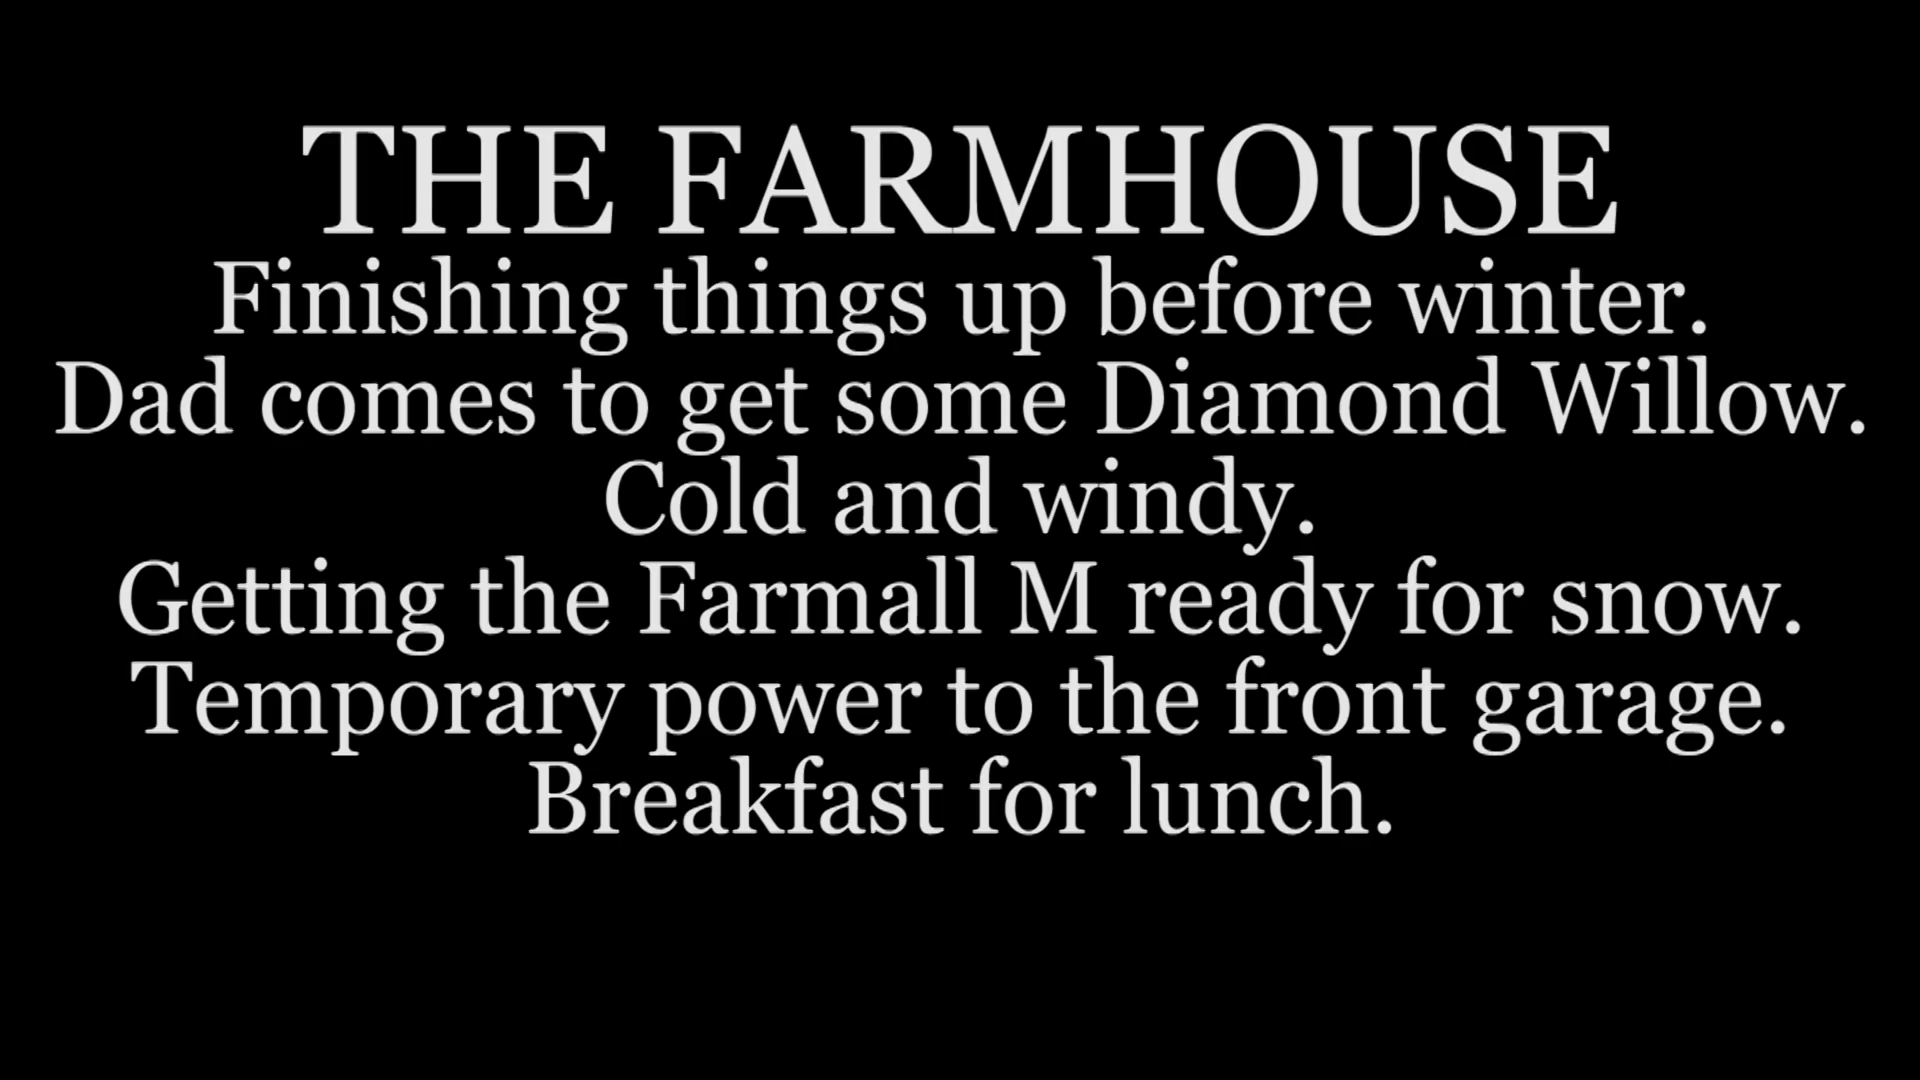 THE FARMHOUSE
Finishing things up before winter.
Dad comes to get some Diamond Willow.
Cold and windy.
Getting the Farmall M ready for snow.
Temporary power to the front garage.
Breakfast for lunch.